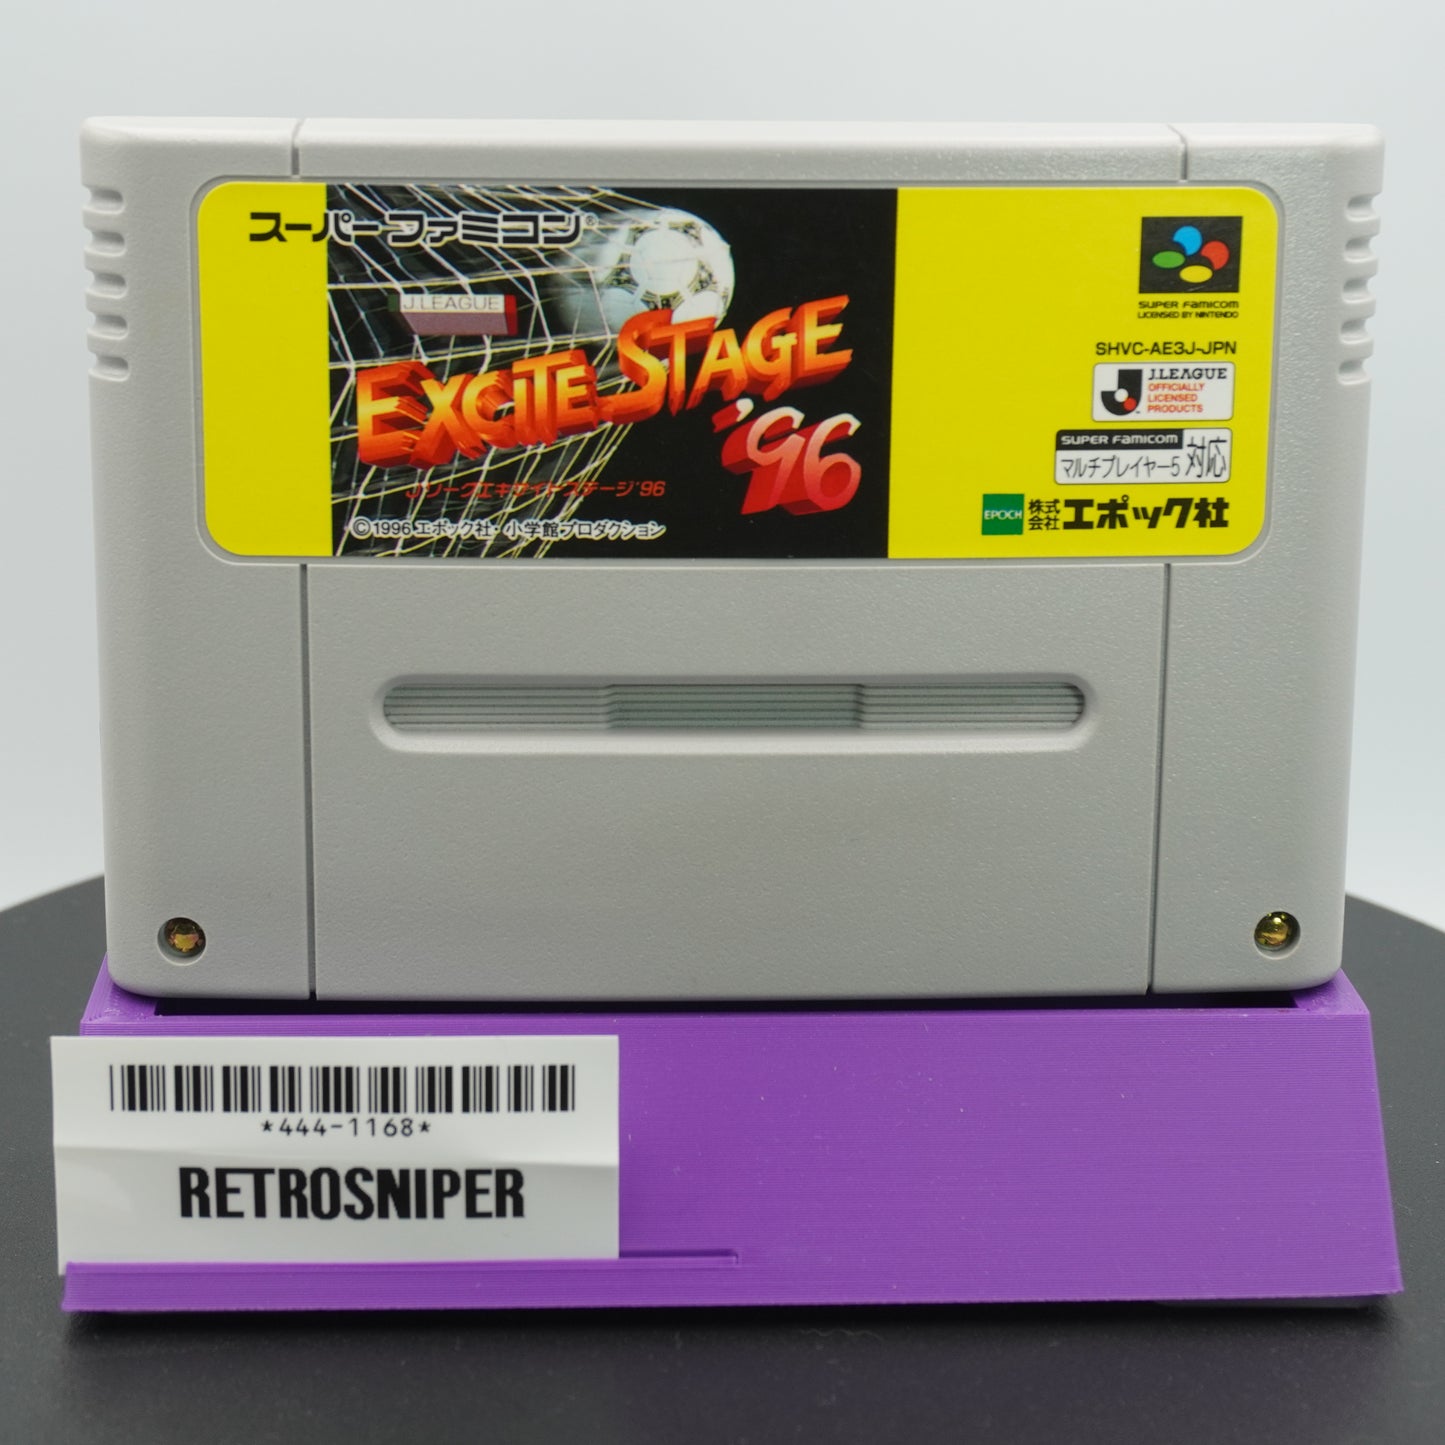 スーパーファミコン®
J.LEAGUE
EXCITE STAGE '96
Jリーグエキサイトステージ'96
©1996 エポック社・小学館プロダクション
SUPER FAMICOM
LICENSED BY NINTENDO
SHVC-AE3J-JPN
J.LEAGUE
OFFICIALLY
LICENSED
PRODUCTS
SUPER FAMICOM
マルチプレイヤー5 対応
EPOCH 株式会社エポック社
*444-1168*
RETROSNIPER